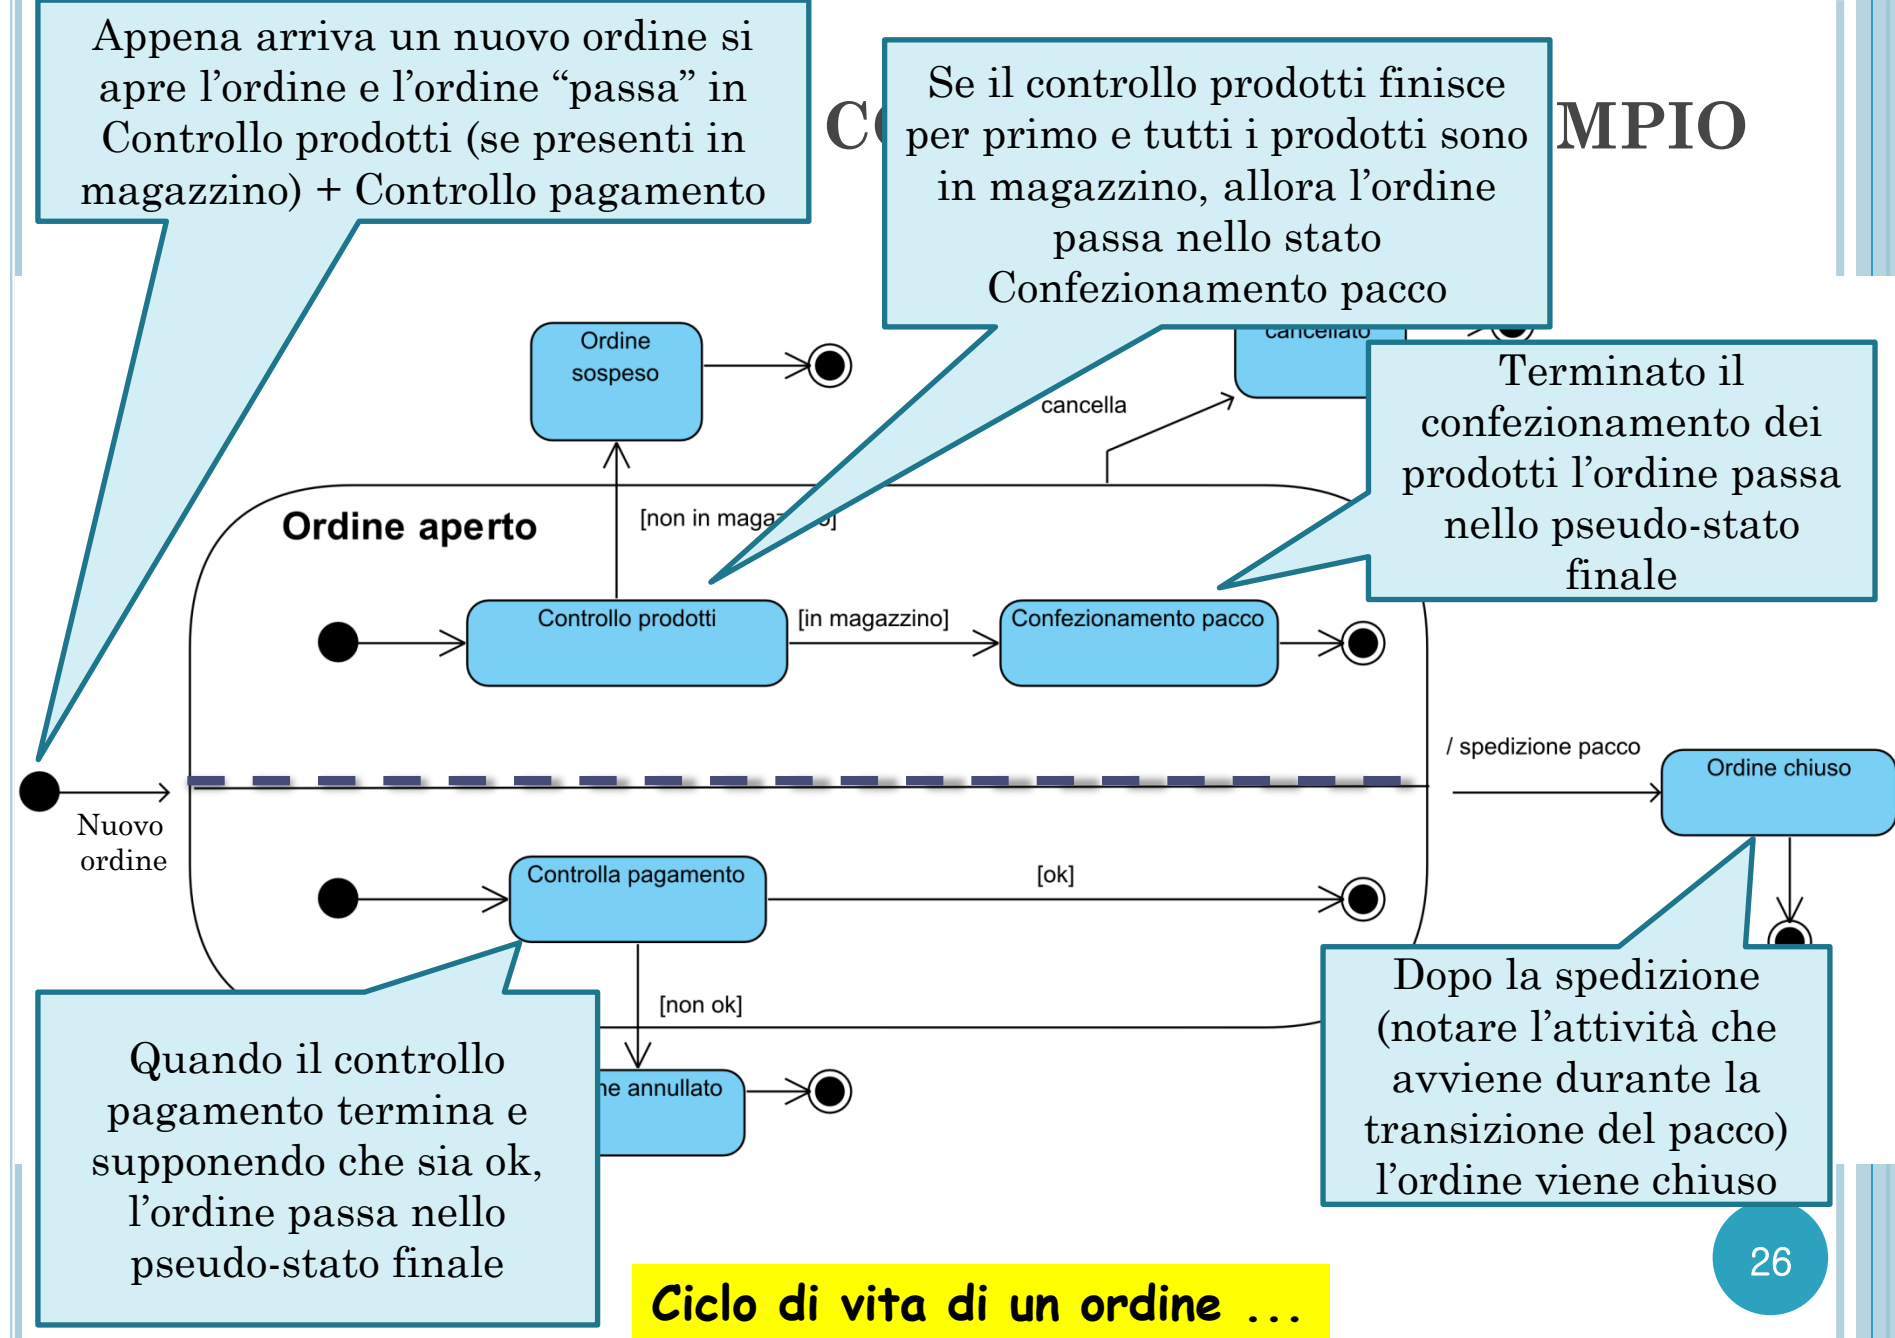 Appena arriva un nuovo ordine si
apre l’ordine e l’ordine “passa” in
Controllo prodotti (se presenti in
magazzino) + Controllo pagamento
Se il controllo prodotti finisce
per primo e tutti i prodotti sono
in magazzino, allora l’ordine
passa nello stato
Confezionamento pacco
Ordine
sospeso
cancellato
cancella
Terminato il
confezionamento dei
prodotti l’ordine passa
nello pseudo-stato
finale
Ordine aperto
[non in
Controllo prodotti
[in magazzino]
Confezionamento pacco
/ spedizione pacco
Ordine chiuso
Nuovo
ordine
Controlla pagamento
[ok]
[non ok]
annullato
Quando il controllo
pagamento termina e
supponendo che sia ok,
l’ordine passa nello
pseudo-stato finale
Dopo la spedizione
(notare l’attività che
avviene durante la
transizione del pacco)
l’ordine viene chiuso
26
Ciclo di vita di un ordine ...